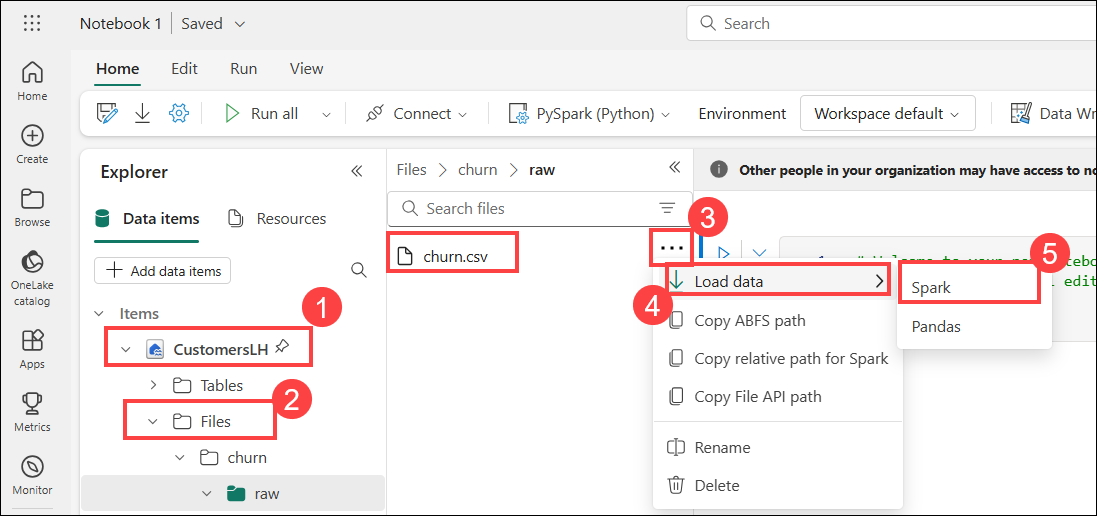 Notebook 1 Saved
Search
Home Edit Run View
Run all Connect PySpark (Python) Environment Workspace default Data Wr
Home
Create
Browse
OneLake
catalog
Apps
Metrics
Monitor
Explorer
Data items Resources
Add data items
Items
1
CustomersLH
Tables
2
Files
churn
raw
Files churn raw
Search files
3
churn.csv
4
Load data
Copy ABFS path
Copy relative path for Spark
Copy File API path
Rename
Delete
Other people in your organization may have access to no
5
Spark
Pandas